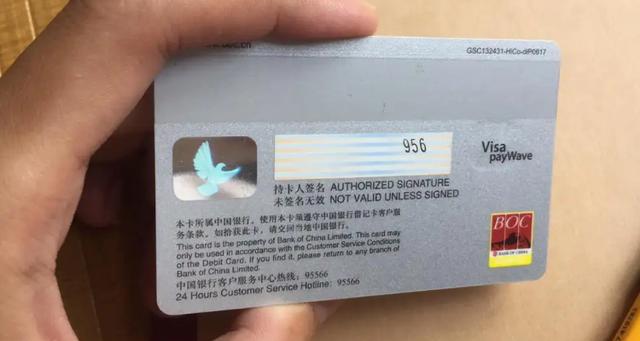 www.boc.cn
GSC132431-HiCo-dIP0617
956
Visa
payWave
持卡人签名 AUTHORIZED SIGNATURE
未签名无效 NOT VALID UNLESS SIGNED
本卡所属中国银行。使用本卡须遵守中国银行借记卡客户服
务条款。如拾获此卡，请交回当地中国银行。
This card is the property of Bank of China Limited. This card may
only be used in accordance with the Customer Service Conditions
of the Debit Card. If you find it, please return to any branch of
Bank of China Limited.
中国银行客户服务中心热线：95566
24 Hours Customer Service Hotline: 95566
BOC
BANK OF CHINA